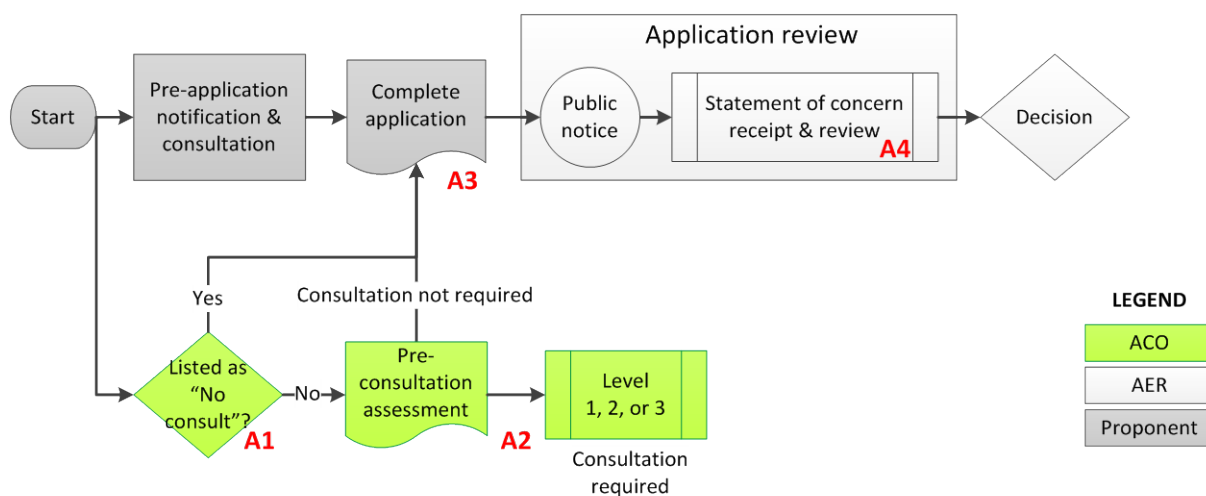 Application review
Start
Pre-application
notification &
consultation
Complete
application
A3
Public
notice
Statement of concern
receipt & review
A4
Decision
Yes
Consultation not required
Listed as
“No
consult”?
A1
No
Pre-
consultation
assessment
A2
Level
1, 2, or 3
Consultation
required
LEGEND
ACO
AER
Proponent